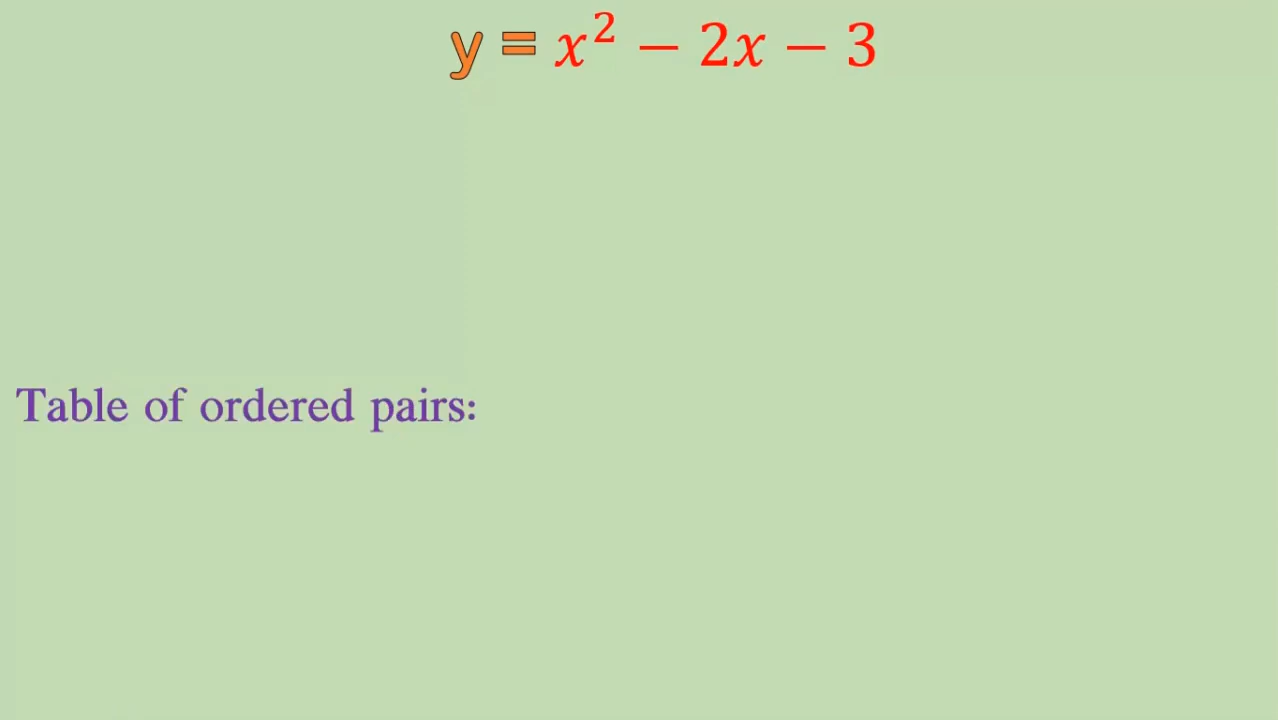 y = x² − 2x − 3
Table of ordered pairs: